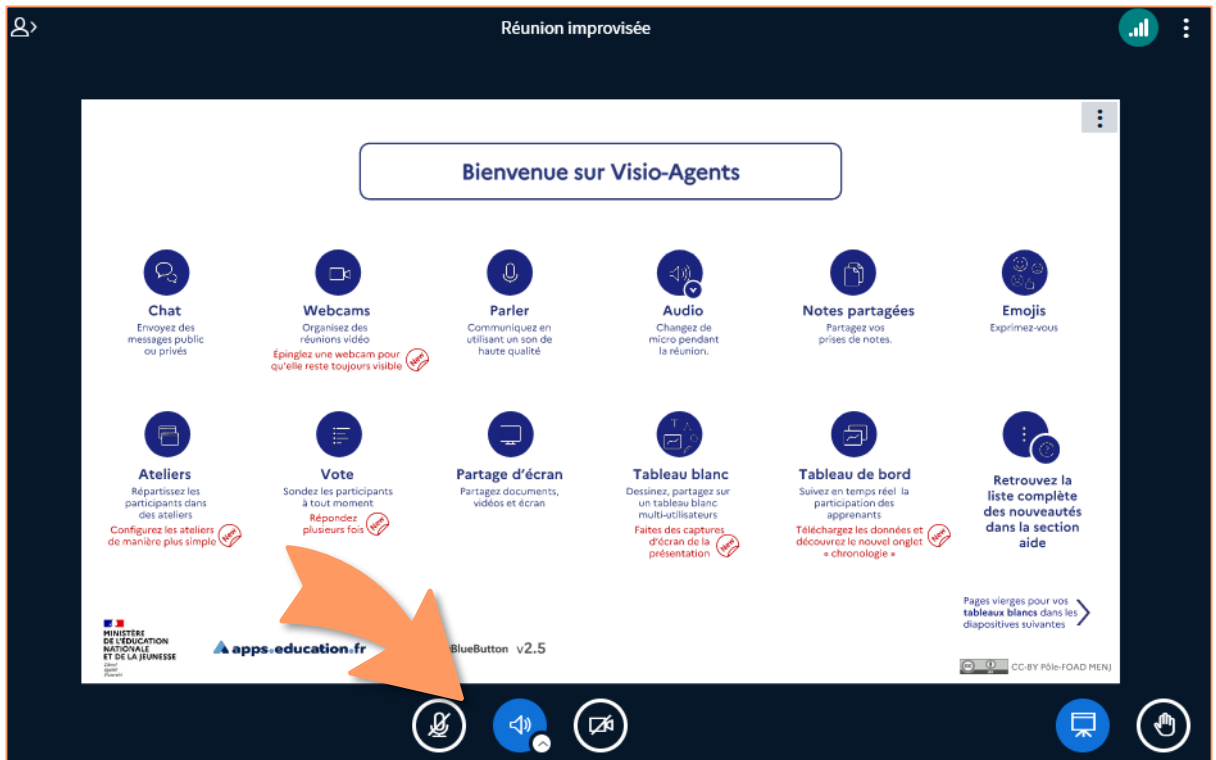 Réunion improvisée
Bienvenue sur Visio-Agents
Chat
Envoyez des
messages public
ou privés
Webcams
Organisez des
réunions vidéo
Épinglez une webcam pour
qu'elle reste toujours visible
New
Parler
Communiquez en
utilisant un son de
haute qualité
Audio
Changez de
micro pendant
la réunion.
Notes partagées
Partagez vos
prises de notes.
Emojis
Exprimez-vous
Ateliers
Répartissez les
participants dans
des ateliers
Configurez les ateliers
de manière plus simple
New
Vote
Sondez les participants
à tout moment
Répondez
plusieurs fois
New
Partage d'écran
Partagez documents,
vidéos et écran
Tableau blanc
Dessinez, partagez sur
un tableau blanc
multi-utilisateurs
Faites des captures
d'écran de la
présentation
New
Tableau de bord
Suivez en temps réel la
participation des
apprenants
Téléchargez les données et
découvrez le nouvel onglet
« chronologie »
New
Retrouvez la
liste complète
des nouveautés
dans la section
aide
Pages vierges pour vos
tableaux blancs dans les
diapositives suivantes
MINISTÈRE
DE L'ÉDUCATION
NATIONALE
ET DE LA JEUNESSE
Liberté
Égalité
Fraternité
apps.education.fr
BlueButton v2.5
CC-BY Pôle-FOAD MENJ